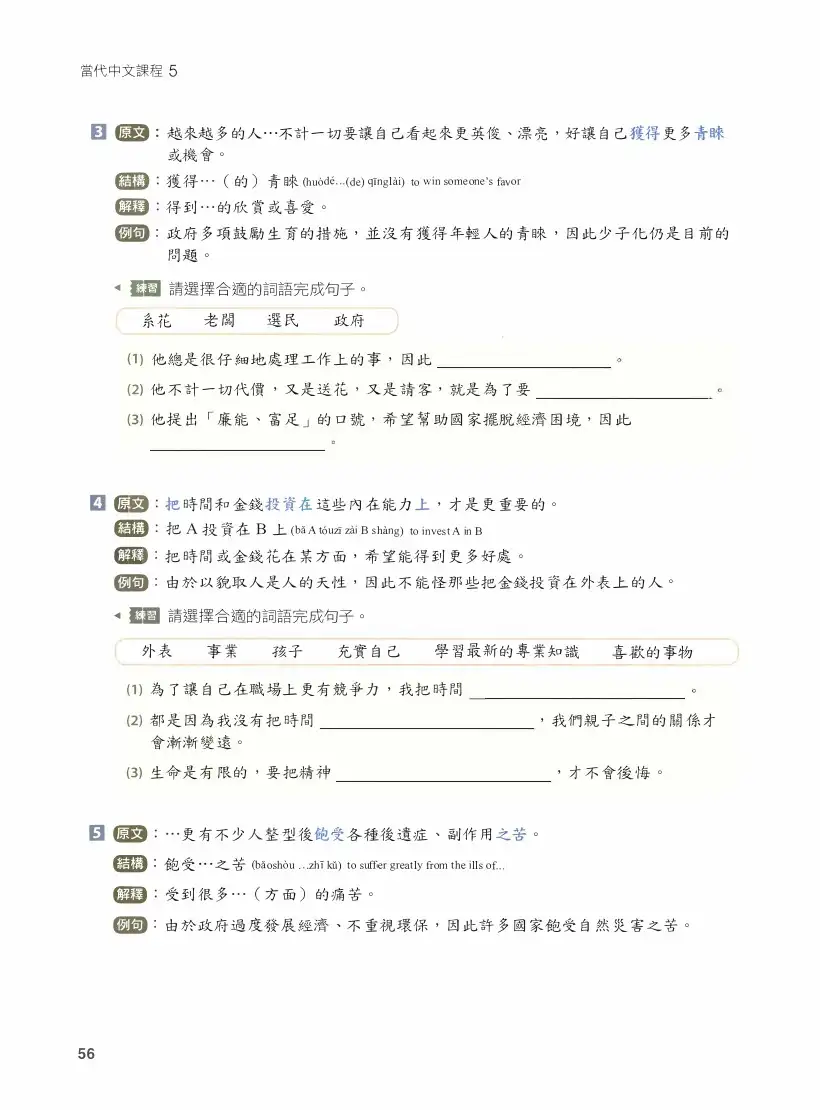 當代中文課程 5
3 原文：越來越多的人…不計一切要讓自己看起來更英俊、漂亮，好讓自己獲得更多青睞
或機會。
結構：獲得…（的）青睞 (huòdé…(de) qīnglài) to win someone's favor
解釋：得到…的欣賞或喜愛。
例句：政府多項鼓勵生育的措施，並沒有獲得年輕人的青睞，因此少子化仍是目前的
問題。
練習 請選擇合適的詞語完成句子。
系花 老闆 選民 政府
(1) 他總是很仔細地處理工作上的事，因此 ____________________。
(2) 他不計一切代價，又是送花，又是請客，就是為了要 ____________________。
(3) 他提出「廉能、富足」的口號，希望幫助國家擺脫經濟困境，因此
____________________。
4 原文：把時間和金錢投資在這些內在能力上，才是更重要的。
結構：把 A 投資在 B 上 (bǎ A tóuzī zài B shàng) to invest A in B
解釋：把時間或金錢花在某方面，希望能得到更多好處。
例句：由於以貌取人是人的天性，因此不能怪那些把金錢投資在外表上的人。
練習 請選擇合適的詞語完成句子。
外表 事業 孩子 充實自己 學習最新的專業知識 喜歡的事物
(1) 為了讓自己在職場上更有競爭力，我把時間 ____________________。
(2) 都是因為我沒有把時間 ____________________，我們親子之間的關係才
會漸漸變遠。
(3) 生命是有限的，要把精神 ____________________，才不會後悔。
5 原文：…更有不少人整型後飽受各種後遺症、副作用之苦。
結構：飽受…之苦 (bǎoshòu …zhī kǔ) to suffer greatly from the ills of...
解釋：受到很多…（方面）的痛苦。
例句：由於政府過度發展經濟、不重視環保，因此許多國家飽受自然災害之苦。
56